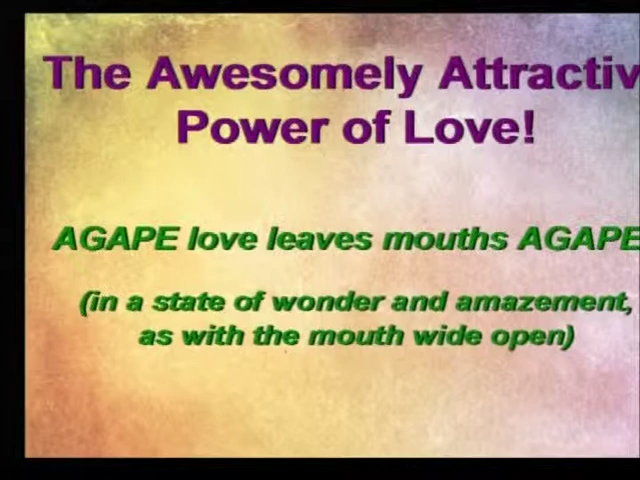 The Awesomely Attractiv
Power of Love!
AGAPE love leaves mouths AGAPE
(in a state of wonder and amazement,
as with the mouth wide open)